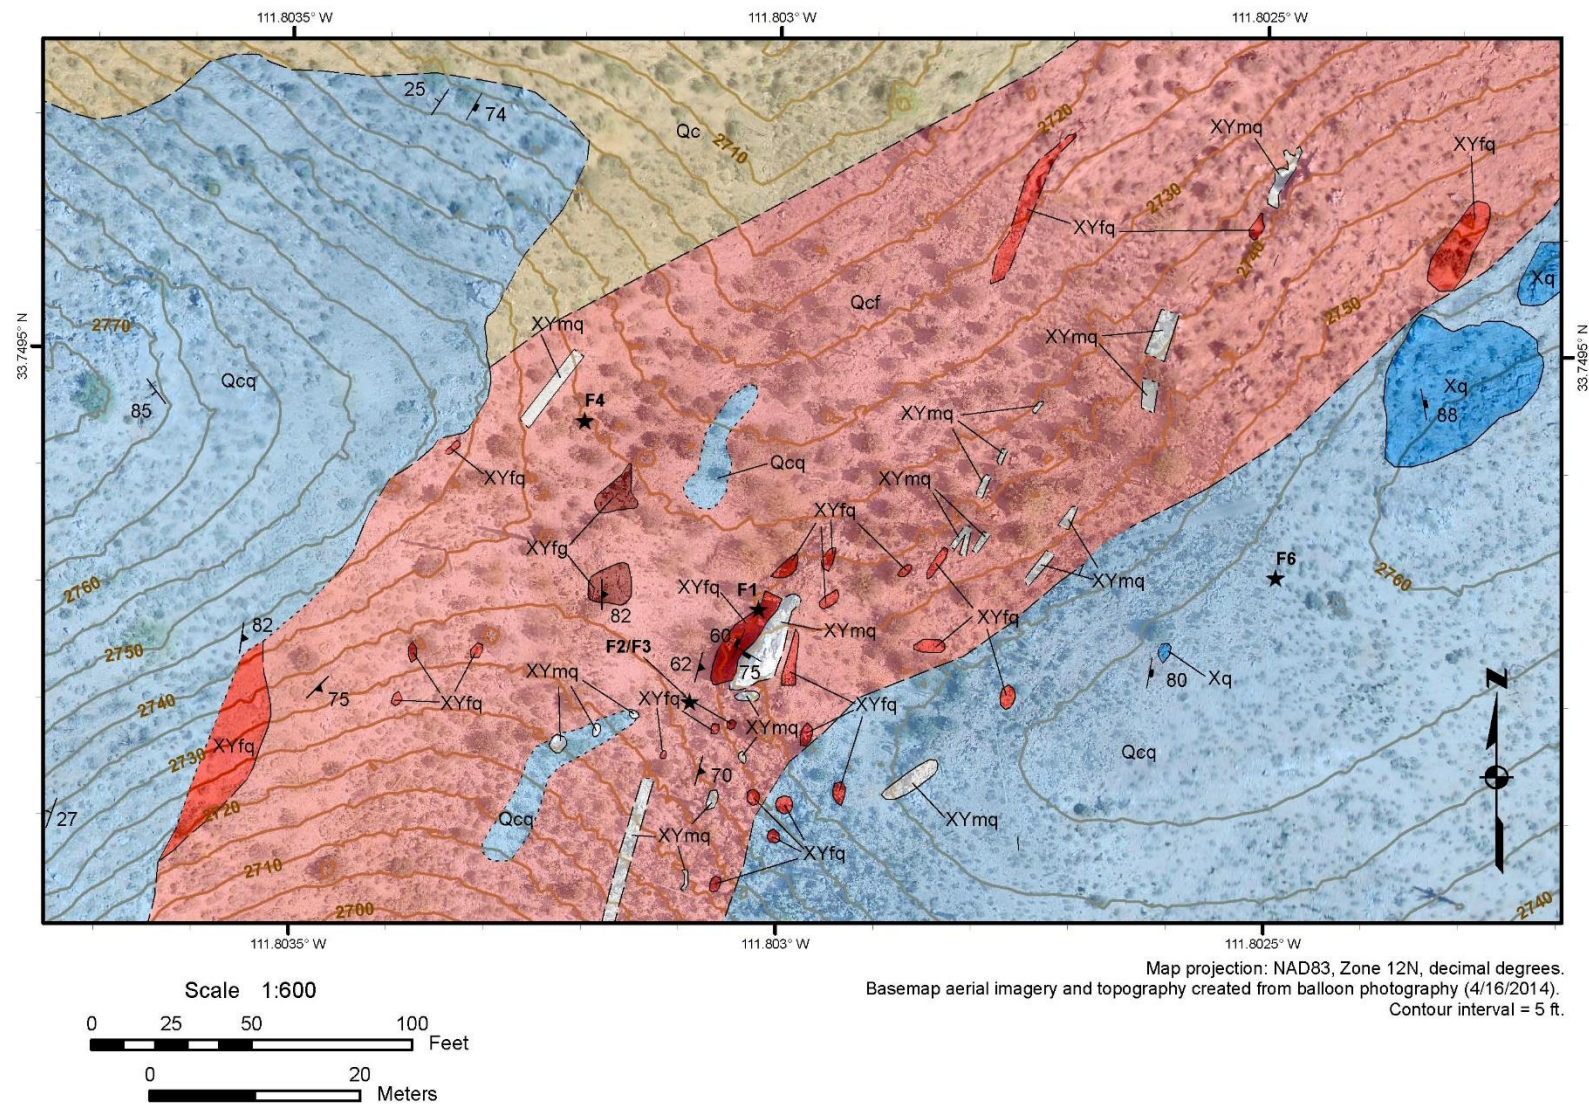 111.8035° W
111.803° W
111.8025° W
25
74
Qc
2710
2720
XYmq
XYfq
XYfq
2730
2740
Xq
33.7495° N
2770
Qcq
85
XYmq
Qcf
2750
XYmq
33.7495° N
F4
XYmq
Xq
88
XYfq
Qcq
XYmq
XYfq
XYfg
F6
2760
2760
XYmq
XYfq
F1
82
82
XYfq
2750
60
XYmq
F2/F3
62
75
75
XYmq
80
Xq
2740
XYfq
XYfq
XYfq
XYmq
XYfq
2730
Qcq
70
27
2720
Qcq
XYmq
XYmq
XYfq
2710
2700
2740
N
111.8035° W
111.803° W
111.8025° W
Map projection: NAD83, Zone 12N, decimal degrees.
Basemap aerial imagery and topography created from balloon photography (4/16/2014).
Contour interval = 5 ft.
Scale 1:600
0 25 50 100
Feet
0 20
Meters